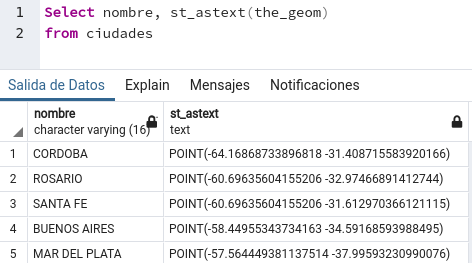 1 Select nombre, st_astext(the_geom)
2 from ciudades
Salida de Datos Explain Mensajes Notificaciones
nombre st_astext
character varying (16) text
1 CORDOBA POINT(-64.16868733896818 -31.408715583920166)
2 ROSARIO POINT(-60.69635604155206 -32.97466891412744)
3 SANTA FE POINT(-60.69635604155206 -31.612970366121115)
4 BUENOS AIRES POINT(-58.44955343734163 -34.59168593988495)
5 MAR DEL PLATA POINT(-57.564449381137514 -37.99593230990076)